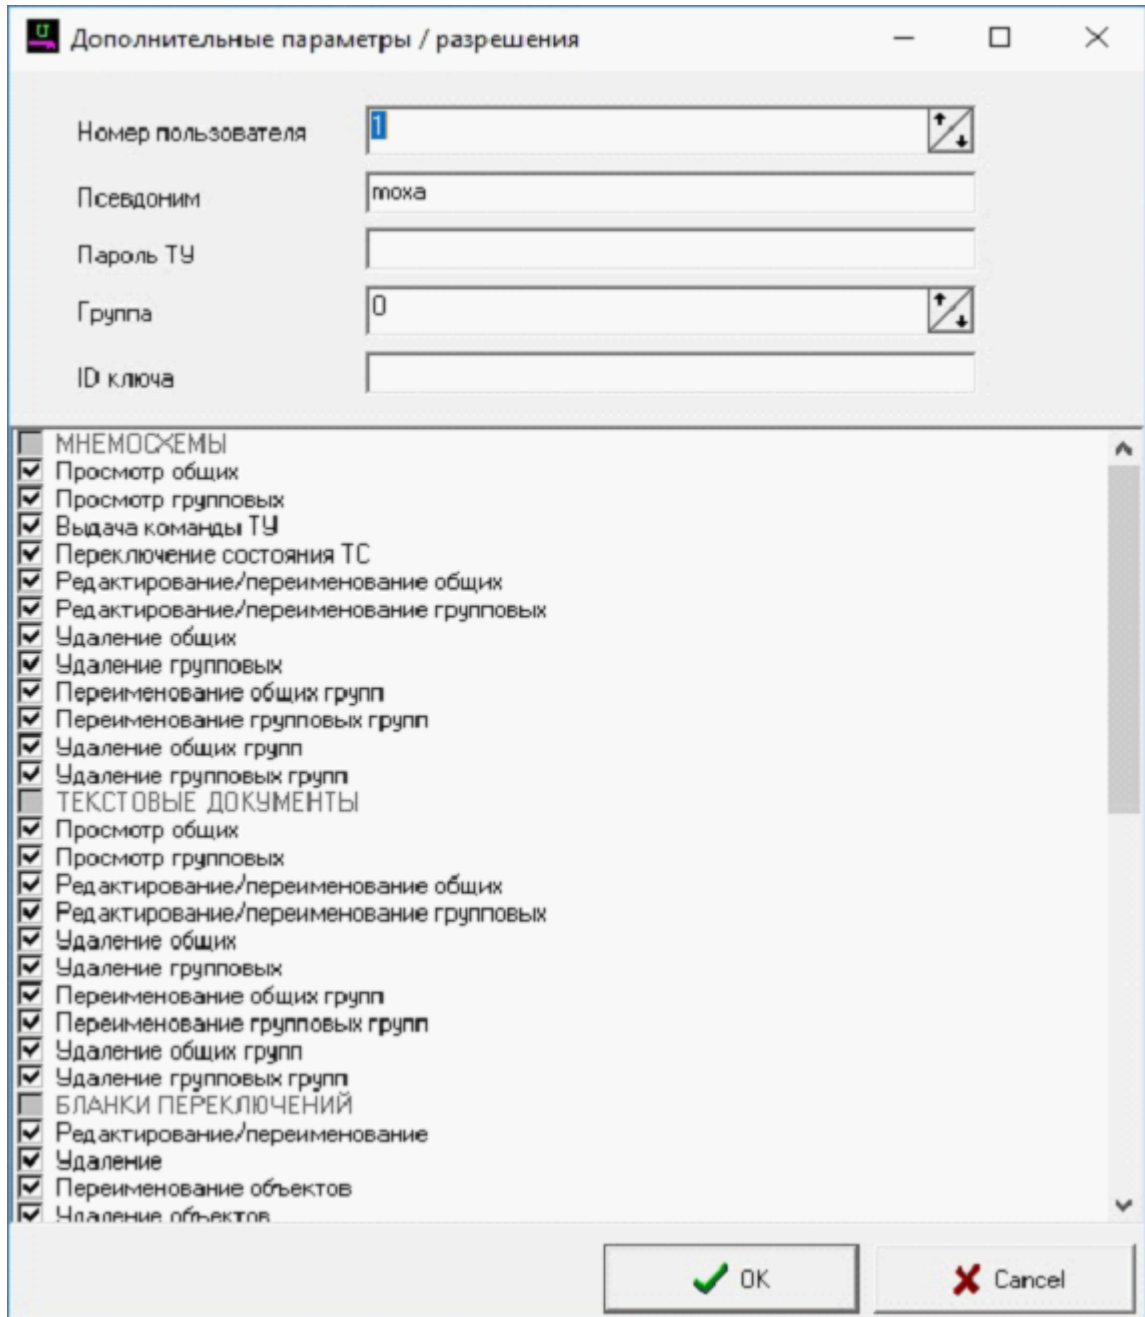 Дополнительные параметры / разрешения
Номер пользователя 1
Псевдоним moxa
Пароль ТУ
Группа 0
ID ключа
МНЕМОСХЕМЫ
Просмотр общих
Просмотр групповых
Выдача команды ТУ
Переключение состояния ТС
Редактирование/переименование общих
Редактирование/переименование групповых
Удаление общих
Удаление групповых
Переименование общих групп
Переименование групповых групп
Удаление общих групп
Удаление групповых групп
ТЕКСТОВЫЕ ДОКУМЕНТЫ
Просмотр общих
Просмотр групповых
Редактирование/переименование общих
Редактирование/переименование групповых
Удаление общих
Удаление групповых
Переименование общих групп
Переименование групповых групп
Удаление общих групп
Удаление групповых групп
БЛАНКИ ПЕРЕКЛЮЧЕНИЙ
Редактирование/переименование
Удаление
Переименование объектов
Удаление объектов
OK Cancel